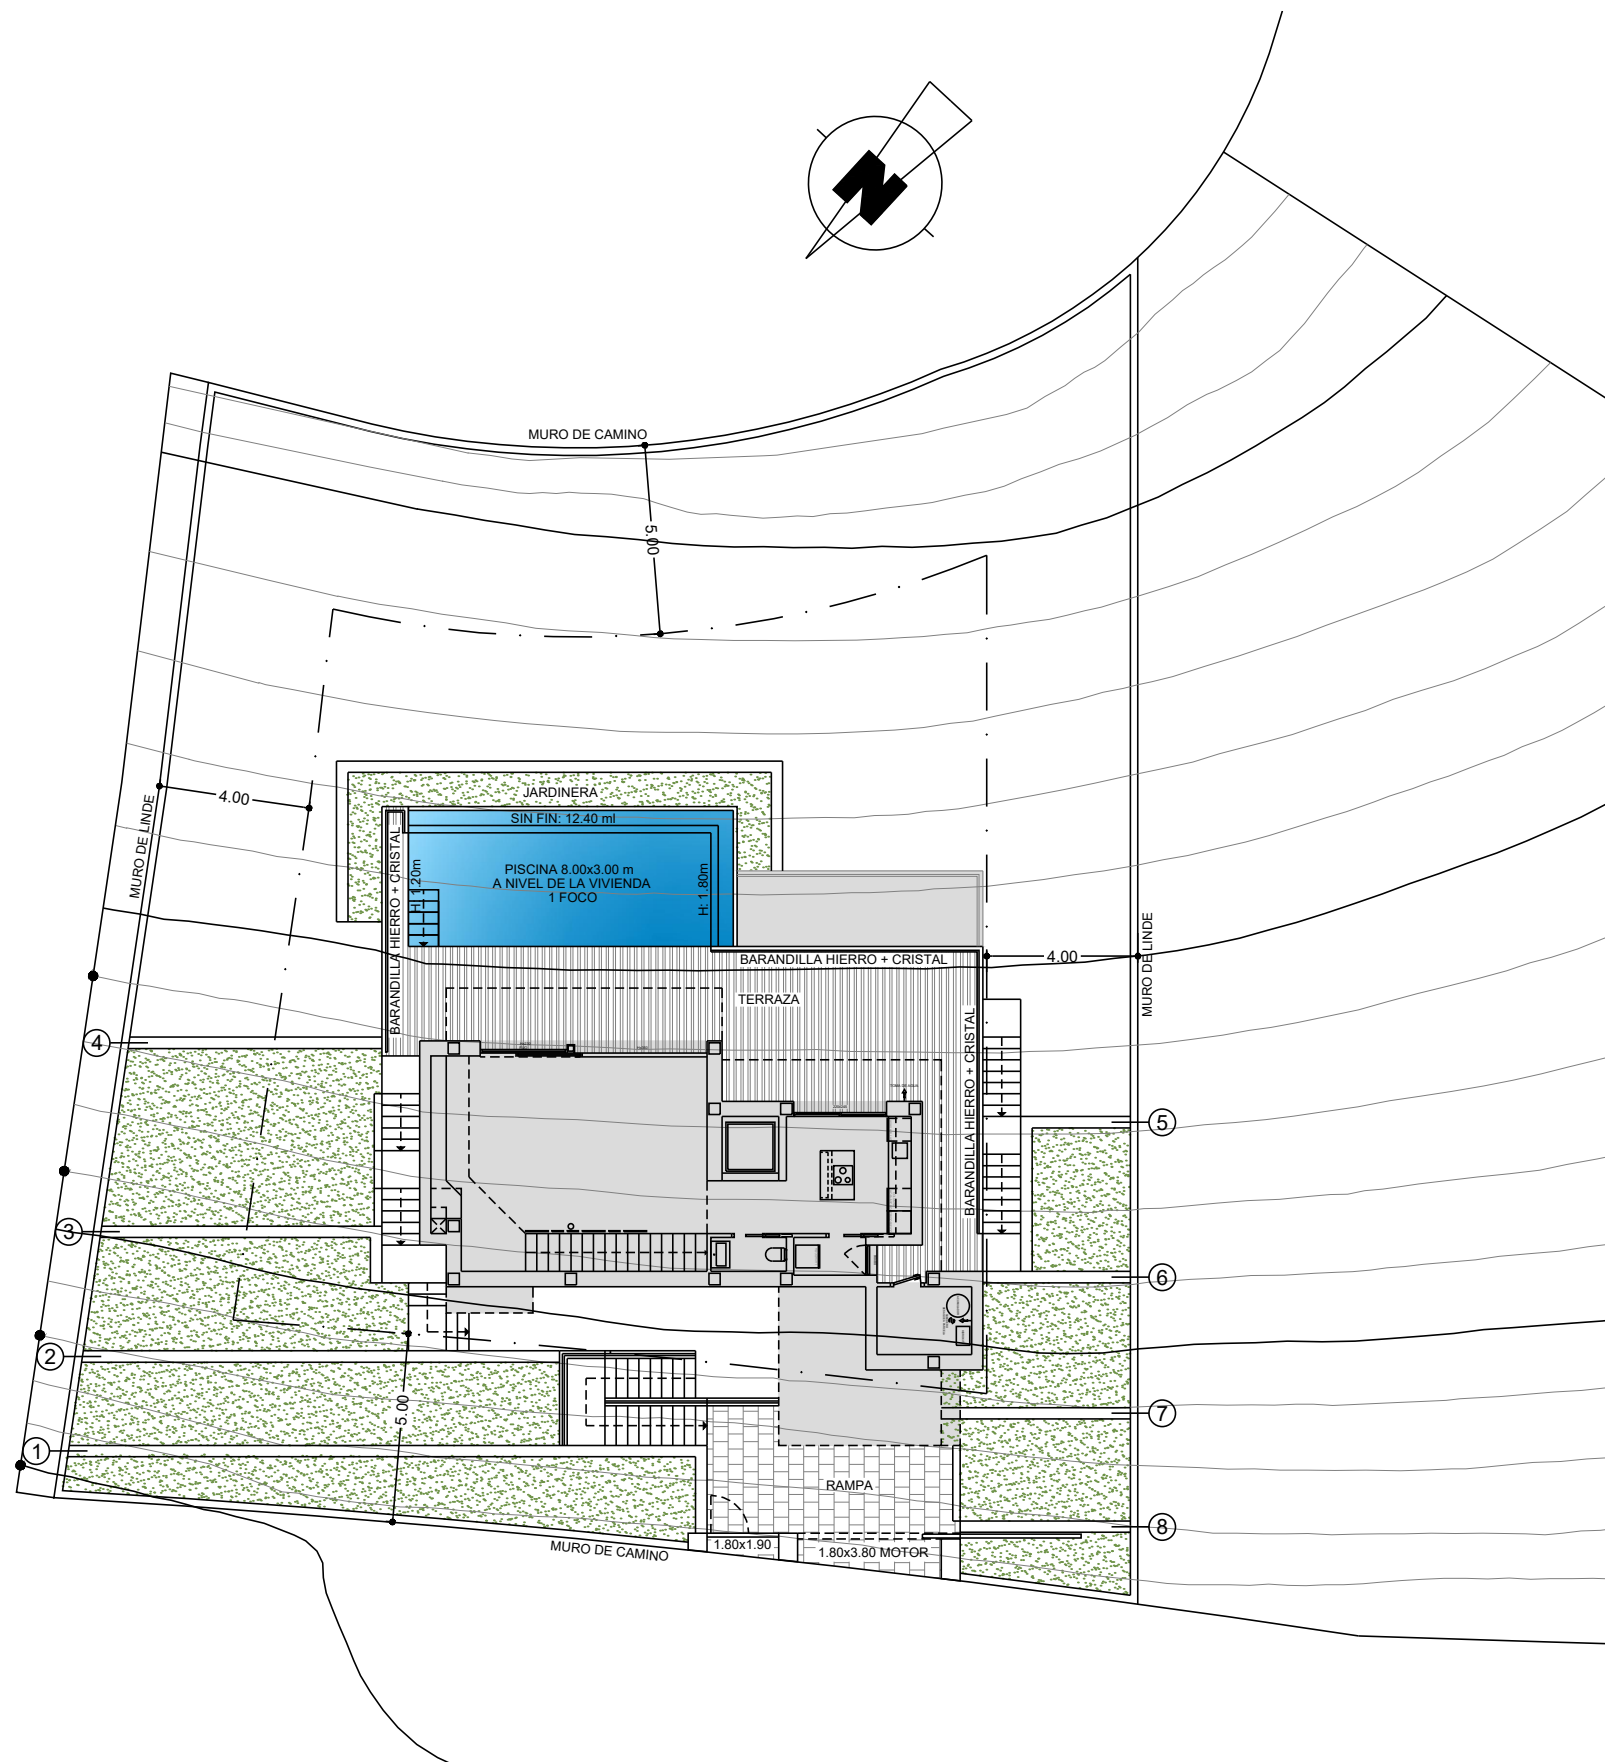 N
MURO DE CAMINO
5.00
4.00
MURO DE LINDE
JARDINERA
SIN FIN: 12.40 ml
PISCINA 8.00x3.00 m
A NIVEL DE LA VIVIENDA
1 FOCO
H: 1.20m
H: 1.80m
BARANDILLA HIERRO + CRISTAL
BARANDILLA HIERRO + CRISTAL
TERRAZA
BARANDILLA HIERRO + CRISTAL
4.00
MURO DE LINDE
4
3
2
1
5
6
7
8
5.00
RAMPA
1.80x1.90
1.80x3.80 MOTOR
MURO DE CAMINO